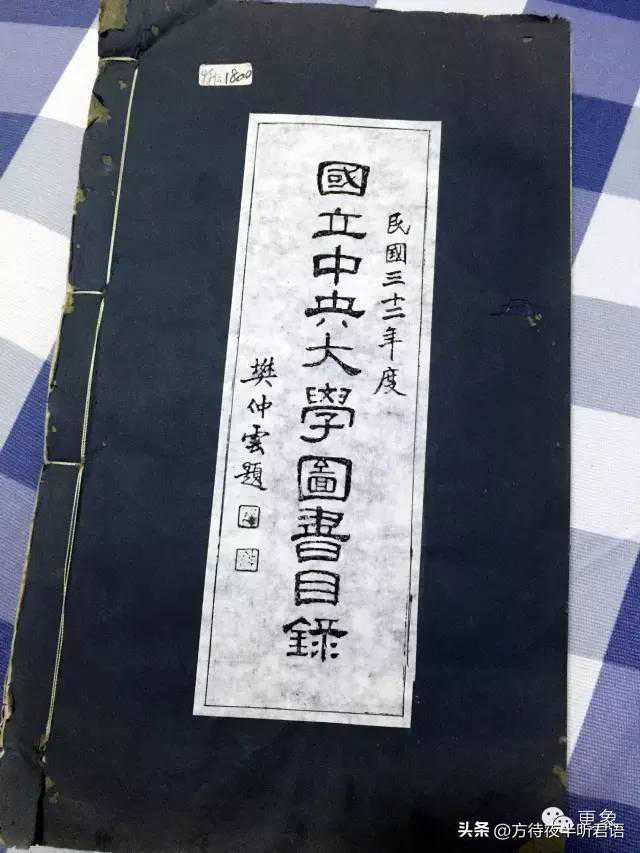 民國三十二年度
國立中央大學圖書目錄
樊仲雲題
1800
更象
头条 @方待夜半听君语